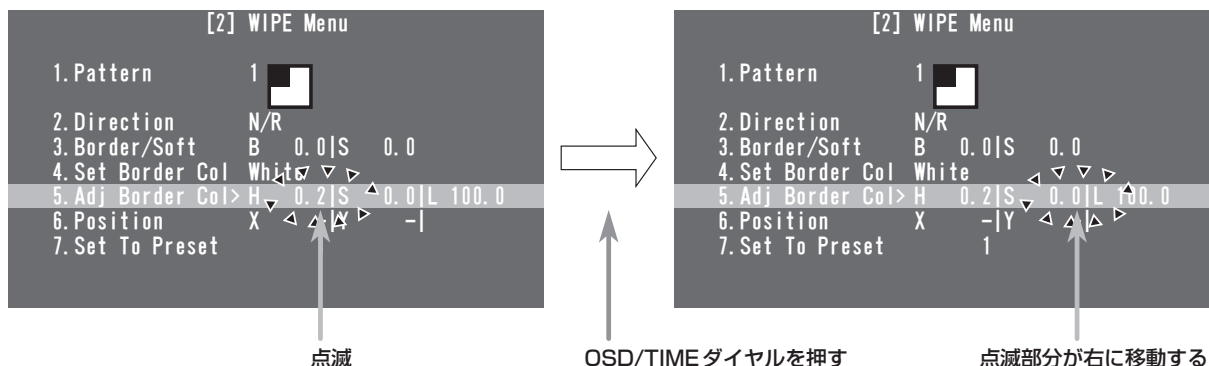 [2] WIPE Menu
1.Pattern 1
2.Direction N/R
3.Border/Soft B 0.0|S 0.0
4.Set Border Col White
5.Adj Border Col> H 0.2|S 0.0|L 100.0
6.Position X -|Y -|
7.Set To Preset
点滅
OSD/TIMEダイヤルを押す
[2] WIPE Menu
1.Pattern 1
2.Direction N/R
3.Border/Soft B 0.0|S 0.0
4.Set Border Col White
5.Adj Border Col> H 0.2|S 0.0|L 100.0
6.Position X -|Y -|
7.Set To Preset 1
点滅部分が右に移動する